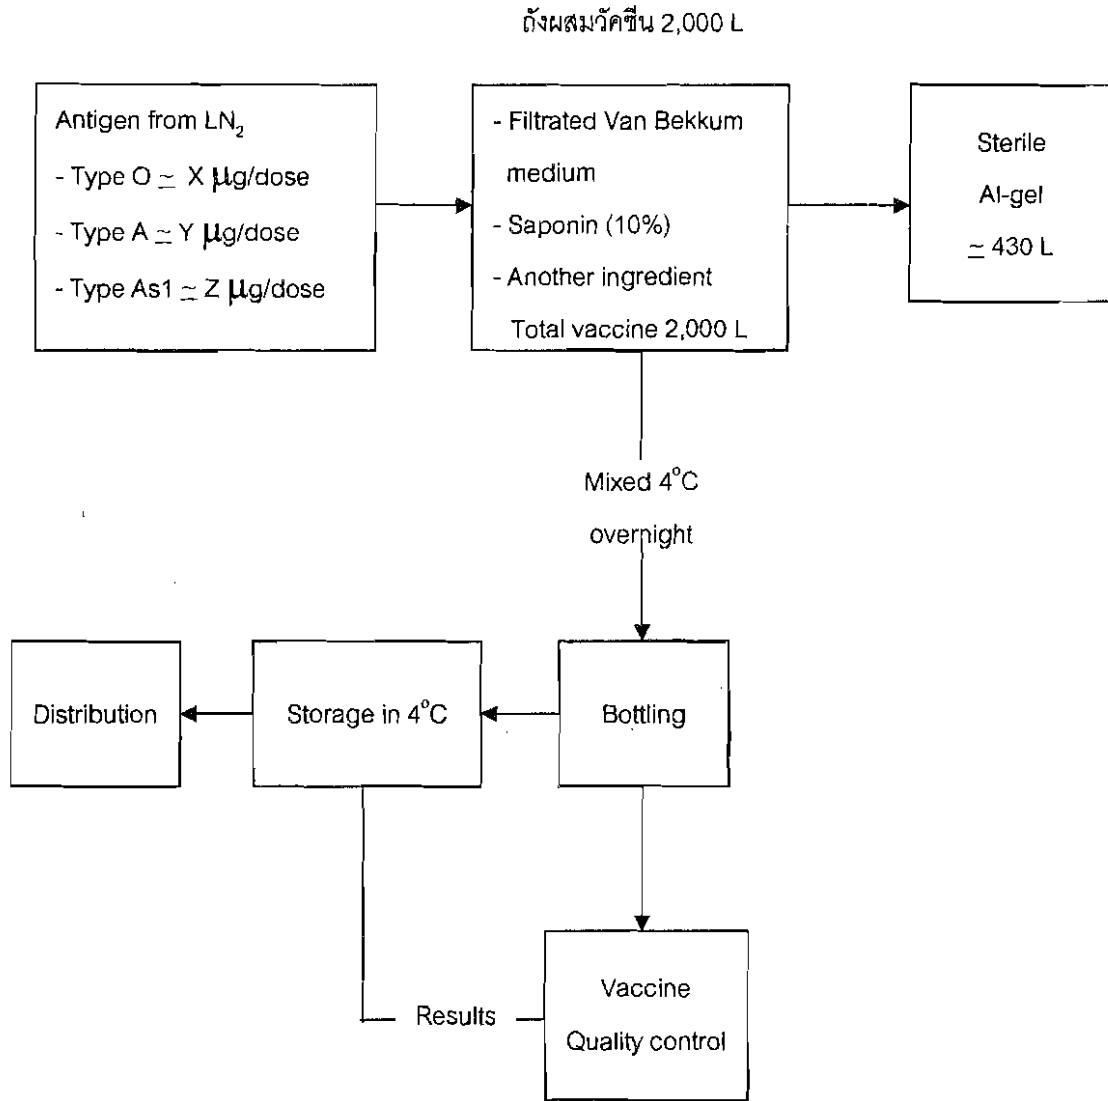 ถังผสมวัคซีน 2,000 L
Antigen from LN₂
- Type O ≃ X μg/dose
- Type A ≃ Y μg/dose
- Type As1 ≃ Z μg/dose
- Filtrated Van Bekkum
medium
- Saponin (10%)
- Another ingredient
Total vaccine 2,000 L
Sterile
Al-gel
≃ 430 L
Mixed 4°C
overnight
Distribution
Storage in 4°C
Bottling
Results
Vaccine
Quality control